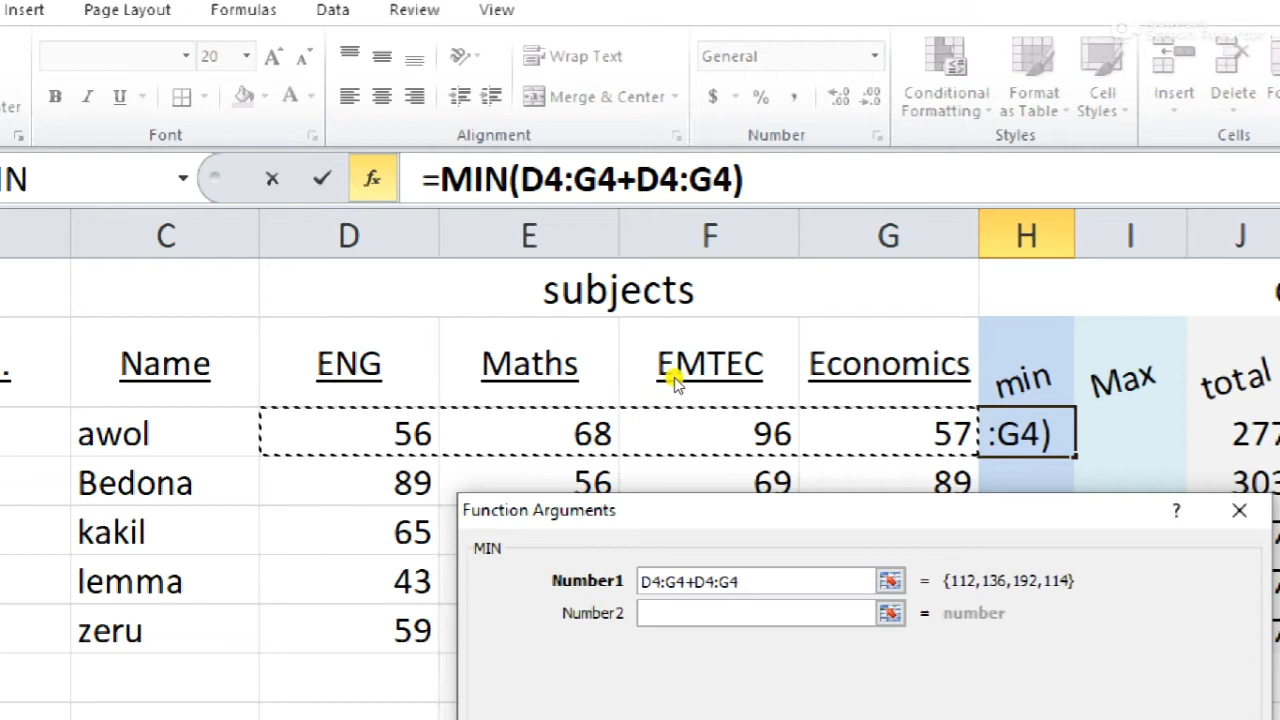 Insert Page Layout Formulas Data Review View
20 A A Wrap Text General Conditional Format Cell Insert Delete
B I U A Merge & Center $ % , Formatting as Table Styles
Font Alignment Number Styles Cells
IN fx =MIN(D4:G4+D4:G4)
C D E F G H I J
subjects
Name ENG Maths EMTEC Economics min Max total
awol 56 68 96 57 :G4) 277
Bedona 89 56 69 89 303
kakil 65
lemma 43
zeru 59
Function Arguments ?
MIN
Number1 D4:G4+D4:G4 = {112,136,192,114}
Number2 = number